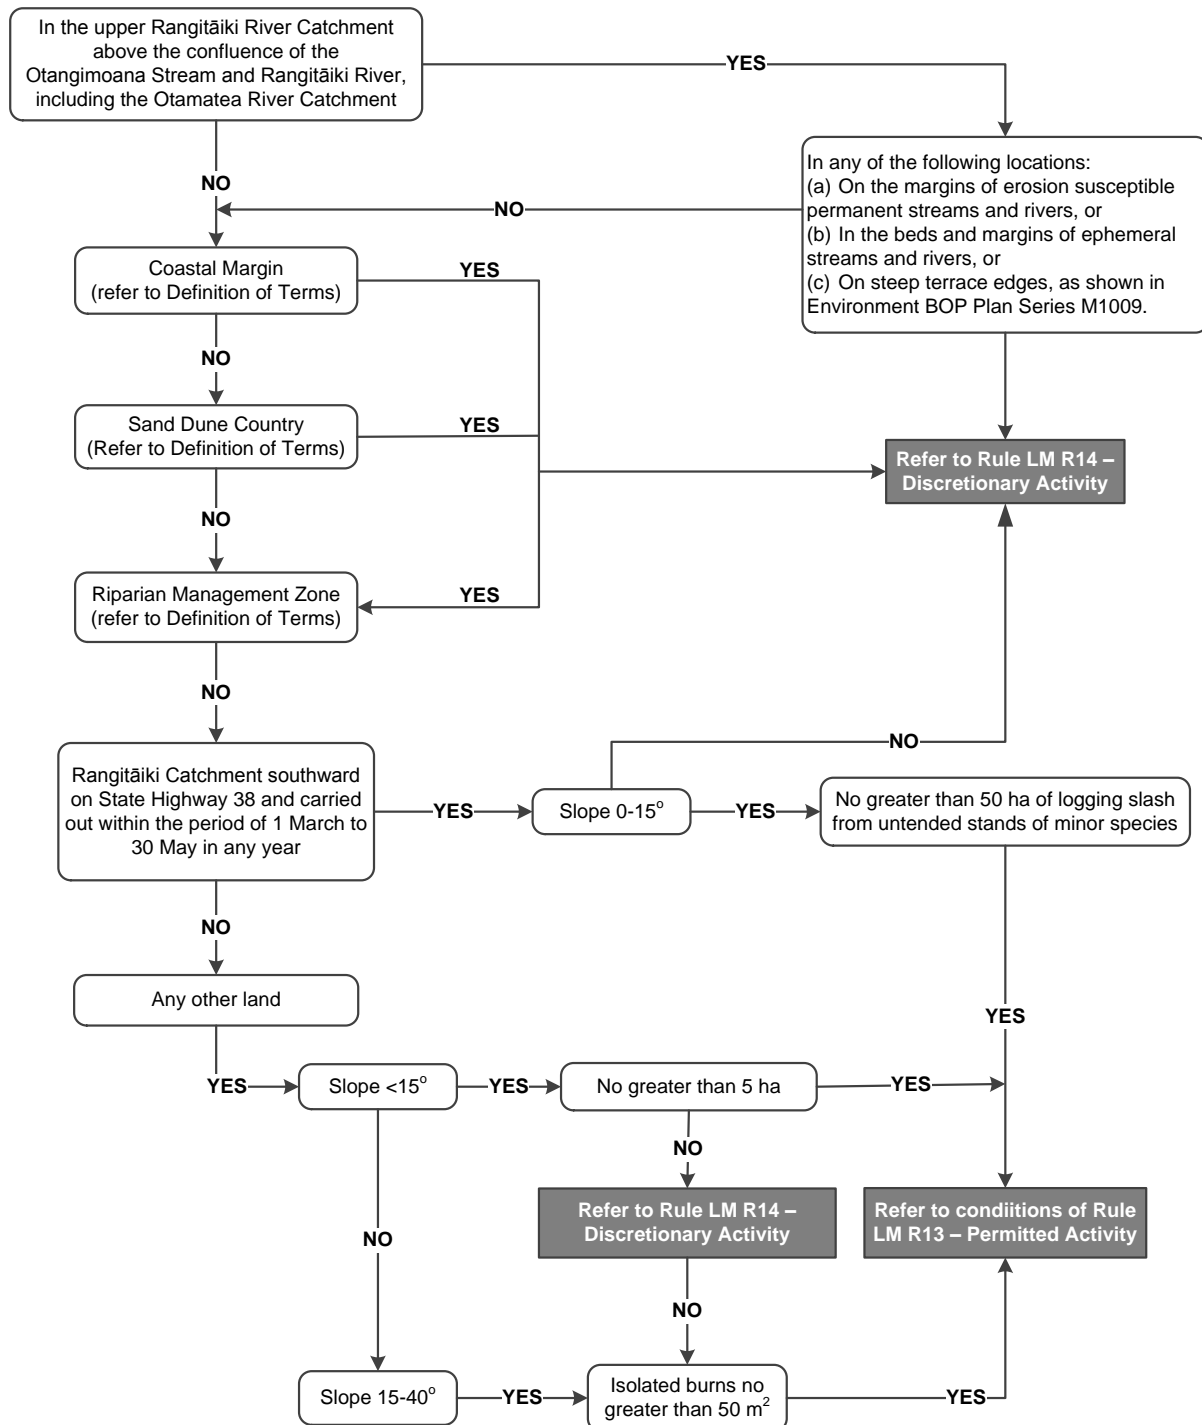 In the upper Rangitāiki River Catchment
above the confluence of the
Otangimoana Stream and Rangitāiki River,
including the Otamatea River Catchment
YES
In any of the following locations:
(a) On the margins of erosion susceptible
permanent streams and rivers, or
(b) In the beds and margins of ephemeral
streams and rivers, or
(c) On steep terrace edges, as shown in
Environment BOP Plan Series M1009.
NO
NO
Coastal Margin
(refer to Definition of Terms)
YES
NO
Sand Dune Country
(Refer to Definition of Terms)
YES
Refer to Rule LM R14 –
Discretionary Activity
NO
Riparian Management Zone
(refer to Definition of Terms)
YES
NO
Rangitāiki Catchment southward
on State Highway 38 and carried
out within the period of 1 March to
30 May in any year
YES
Slope 0-15°
NO
YES
No greater than 50 ha of logging slash
from untended stands of minor species
NO
Any other land
YES
YES
Slope <15°
YES
No greater than 5 ha
YES
NO
Refer to Rule LM R14 –
Discretionary Activity
Refer to condiitions of Rule
LM R13 – Permitted Activity
NO
NO
Slope 15-40°
YES
Isolated burns no
greater than 50 m²
YES